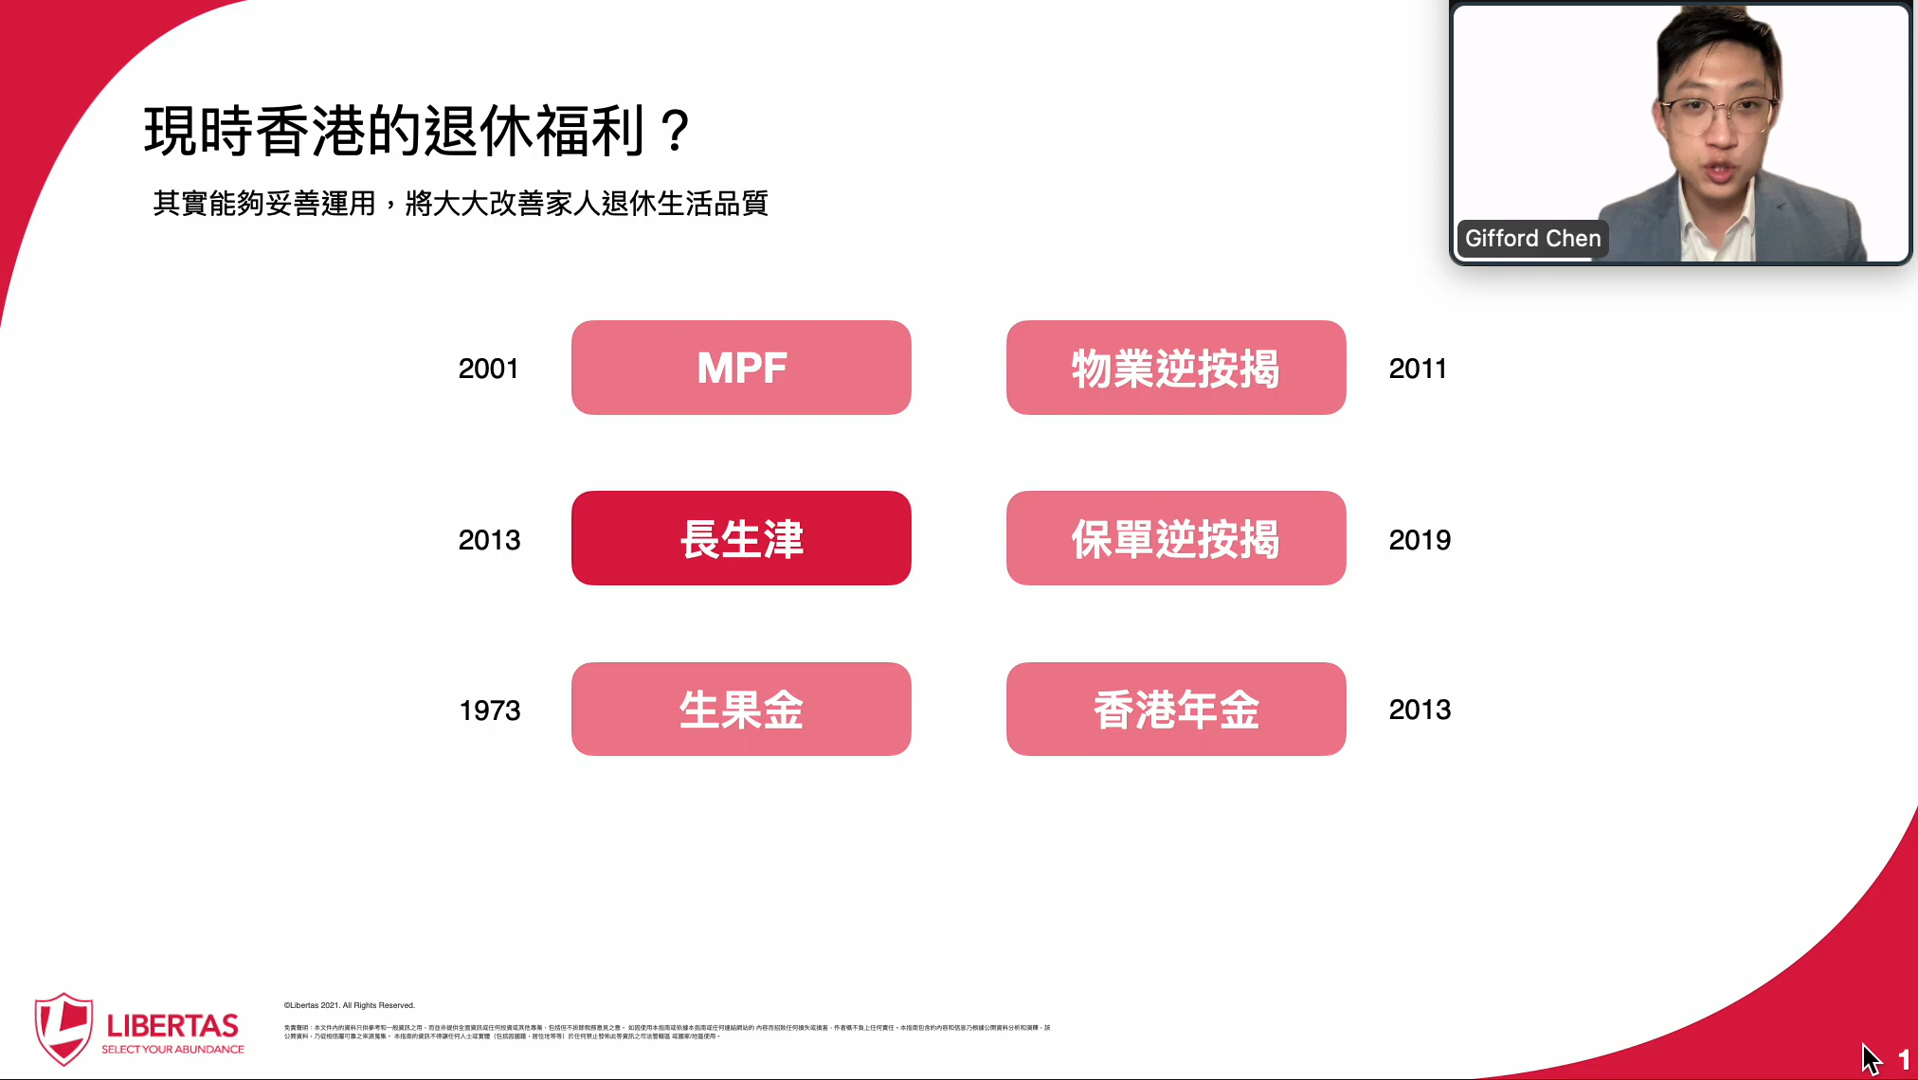 現時香港的退休福利？
其實能夠妥善運用，將大大改善家人退休生活品質
Gifford Chen
2001
MPF
物業逆按揭
2011
2013
長生津
保單逆按揭
2019
1973
生果金
香港年金
2013
LIBERTAS
SELECT YOUR ABUNDANCE
©Libertas 2021. All Rights Reserved.
1